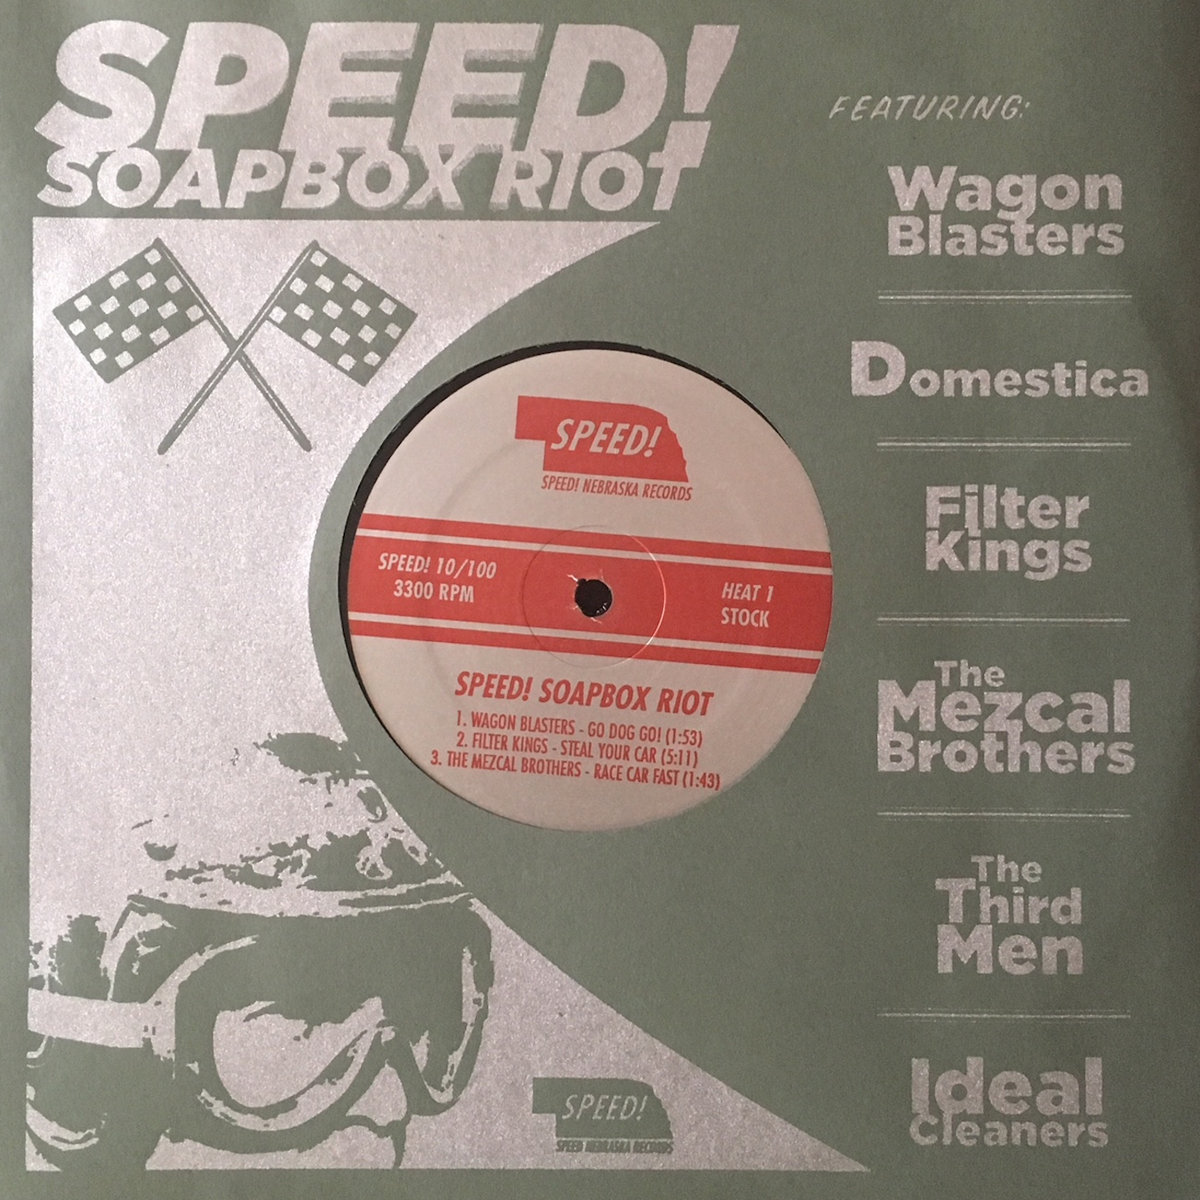 SPEED!
SOAPBOX RIOT
FEATURING:
Wagon
Blasters
Domestica
Filter
Kings
The
Mezcal
Brothers
The
Third
Men
Ideal
Cleaners
SPEED!
SPEED! NEBRASKA RECORDS
SPEED! 10/100
3300 RPM
HEAT 1
STOCK
SPEED! SOAPBOX RIOT
1. WAGON BLASTERS - GO DOG GO! (1:53)
2. FILTER KINGS - STEAL YOUR CAR (5:11)
3. THE MEZCAL BROTHERS - RACE CAR FAST (1:43)
SPEED!
SPEED! NEBRASKA RECORDS